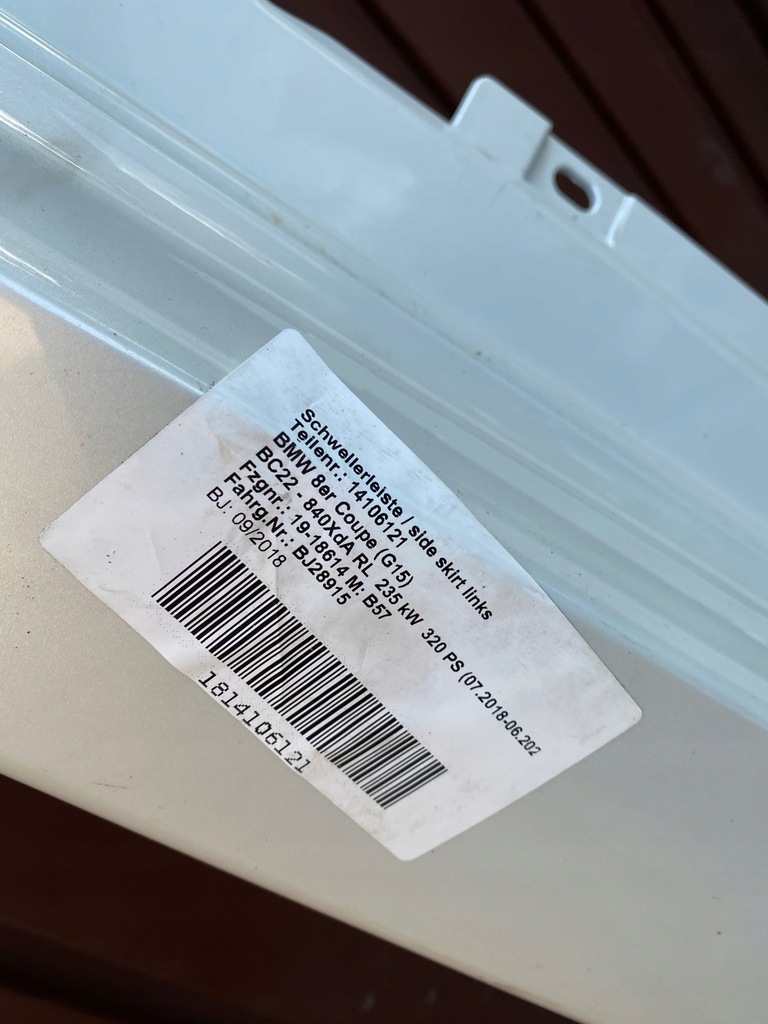 Schwellerleiste / side skirt links
Teilenr.: 14106121
BMW 8er Coupe (G15)
BC22 - 840XdA RL 235 kW 320 PS (07.2018-06.202
Fzgnr.: 19-18614 M: B57
Fahrg.Nr.: BJ28915
BJ: 09/2018
1814106121